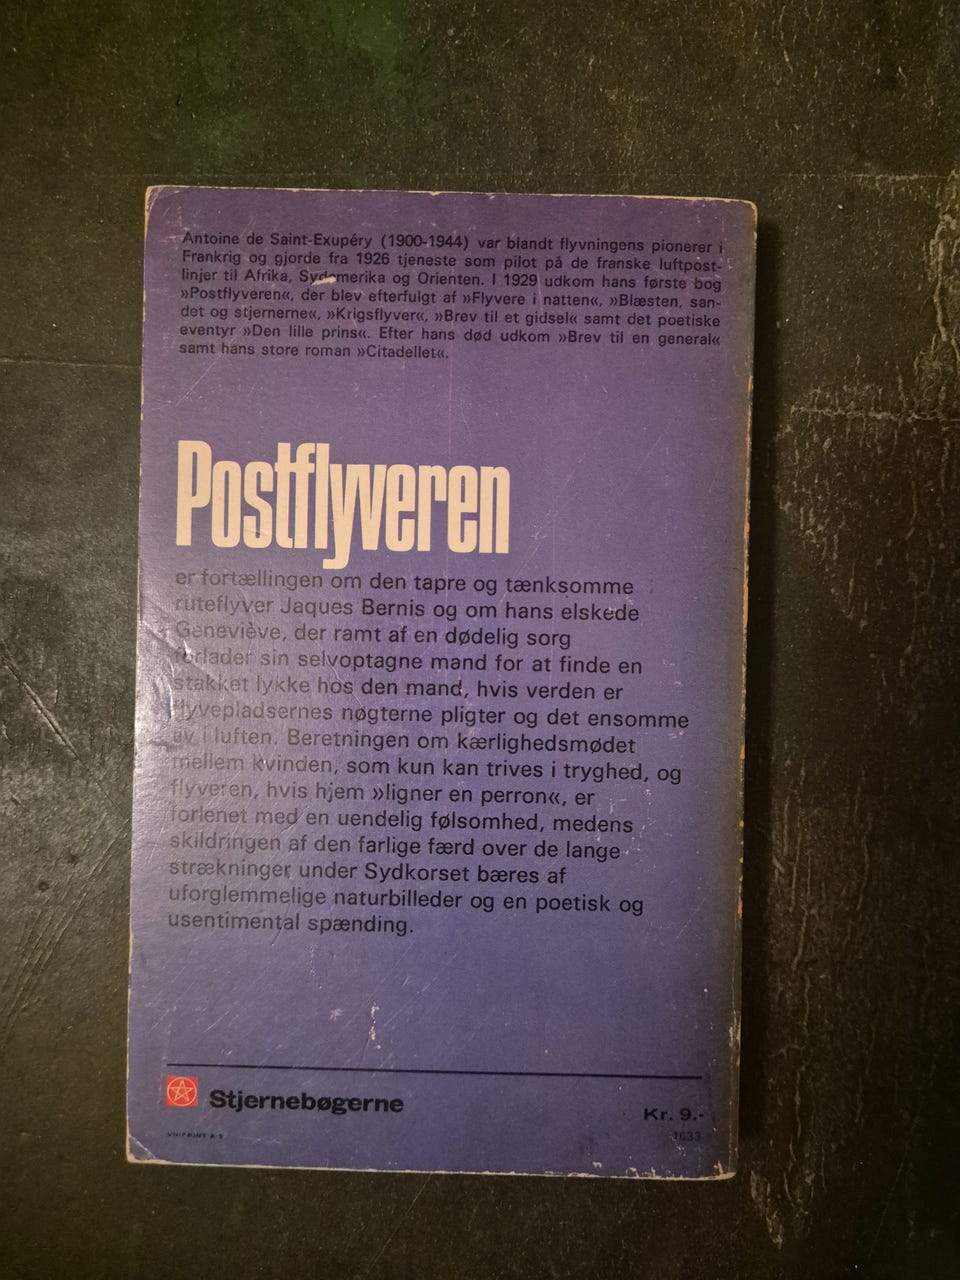 Antoine de Saint-Exupéry (1900-1944) var blandt flyvningens pionerer i
Frankrig og gjorde fra 1926 tjeneste som pilot på de franske luftpost-
linjer til Afrika, Sydamerika og Orienten. I 1929 udkom hans første bog
»Postflyveren«, der blev efterfulgt af »Flyvere i natten«, »Blæsten, san-
det og stjernerne«, »Krigsflyver«, »Brev til et gidsel« samt det poetiske
eventyr »Den lille prins«. Efter hans død udkom »Brev til en general«
samt hans store roman »Citadellet«.
Postflyveren
er fortællingen om den tapre og tænksomme
ruteflyver Jaques Bernis og om hans elskede
Geneviève, der ramt af en dødelig sorg
forlader sin selvoptagne mand for at finde en
stakket lykke hos den mand, hvis verden er
flyvepladsernes nøgterne pligter og det ensomme
liv i luften. Beretningen om kærlighedsmødet
mellem kvinden, som kun kan trives i tryghed, og
flyveren, hvis hjem »ligner en perron«, er
forlenet med en uendelig følsomhed, medens
skildringen af den farlige færd over de lange
strækninger under Sydkorset bæres af
uforglemmelige naturbilleder og en poetisk og
usentimental spænding.
Stjernebøgerne
Kr. 9.-
UNIPRINT A-S
1633